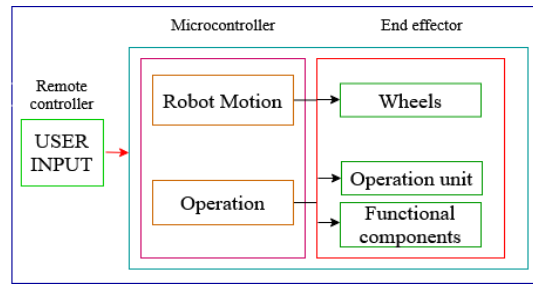 Microcontroller
End effector
Remote
controller
USER
INPUT
Robot Motion
Wheels
Operation
Operation unit
Functional
components